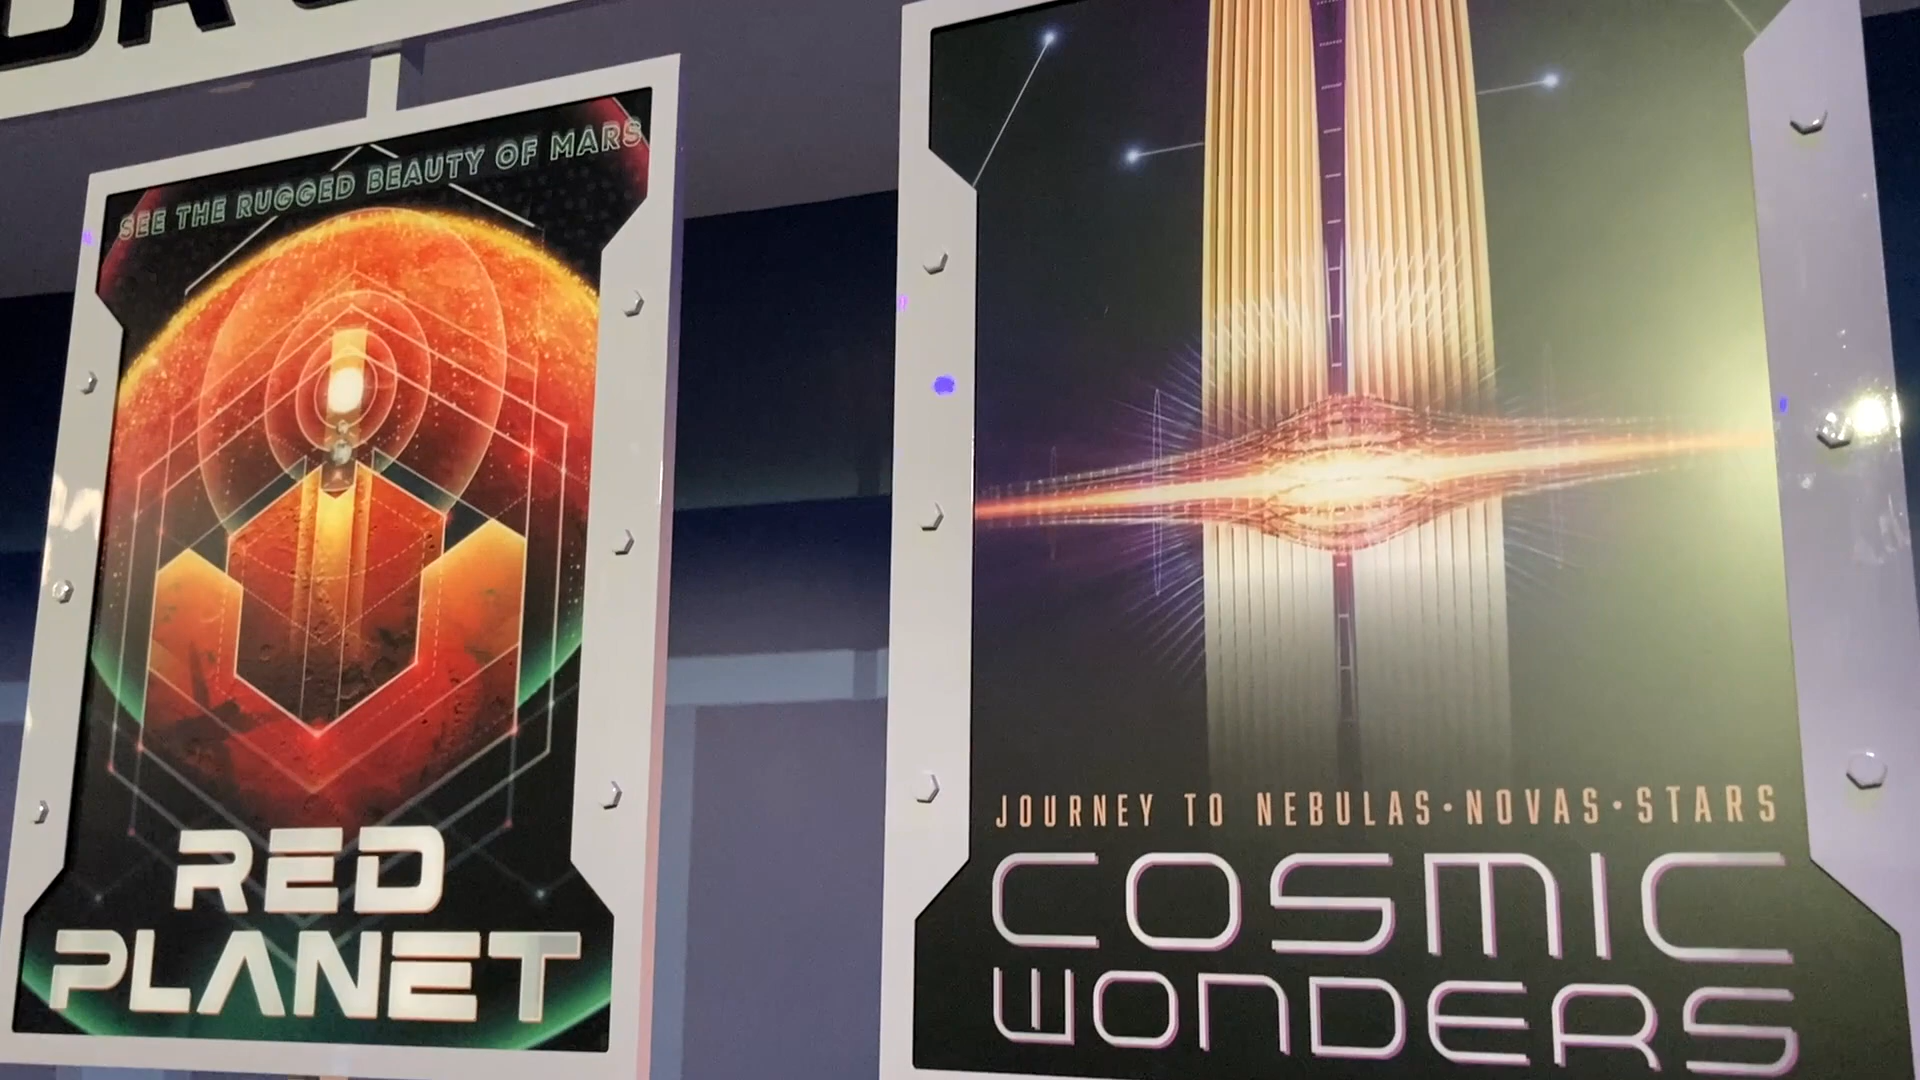 SEE THE RUGGED BEAUTY OF MARS
RED
PLANET
JOURNEY TO NEBULAS·NOVAS·STARS
COSMIC
WONDERS